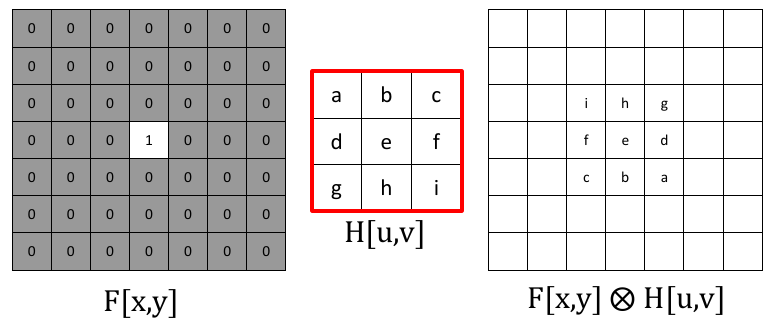 0 0 0 0 0 0 0
0 0 0 0 0 0 0
0 0 0 0 0 0 0
0 0 0 1 0 0 0
0 0 0 0 0 0 0
0 0 0 0 0 0 0
0 0 0 0 0 0 0
F[x,y]
a b c
d e f
g h i
H[u,v]
i h g
f e d
c b a
F[x,y] ⊗ H[u,v]